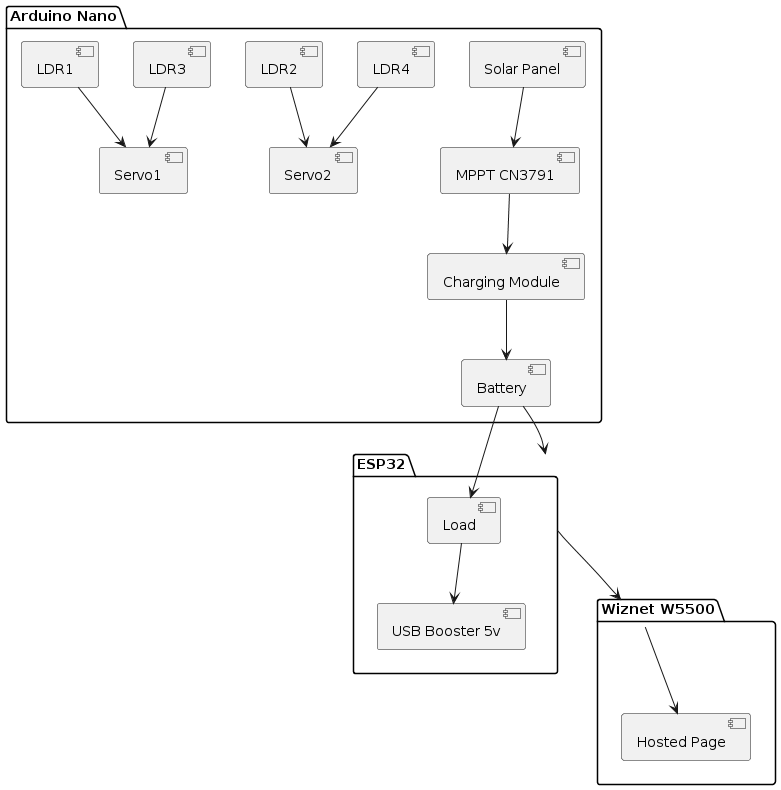 Arduino Nano
LDR1
LDR3
LDR2
LDR4
Solar Panel
Servo1
Servo2
MPPT CN3791
Charging Module
Battery
ESP32
Load
USB Booster 5v
Wiznet W5500
Hosted Page